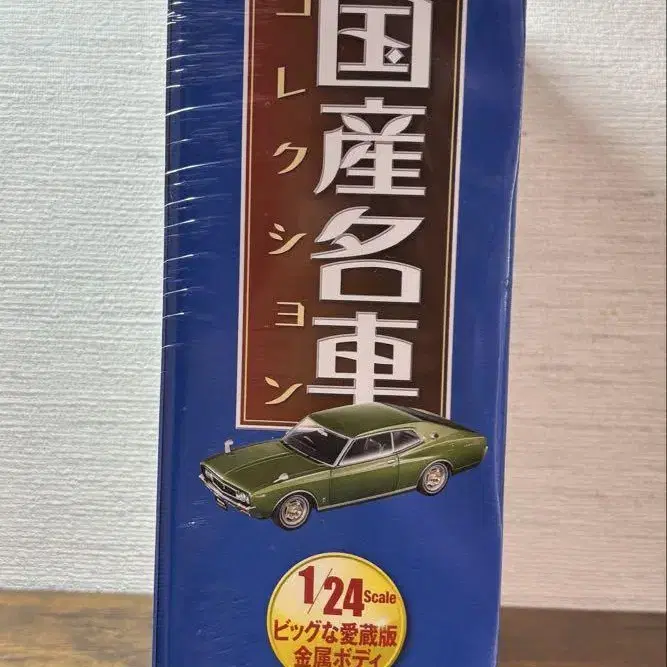 国産名車
コレクション
1/24 Scale
ビッグな愛蔵版
金属ボディ